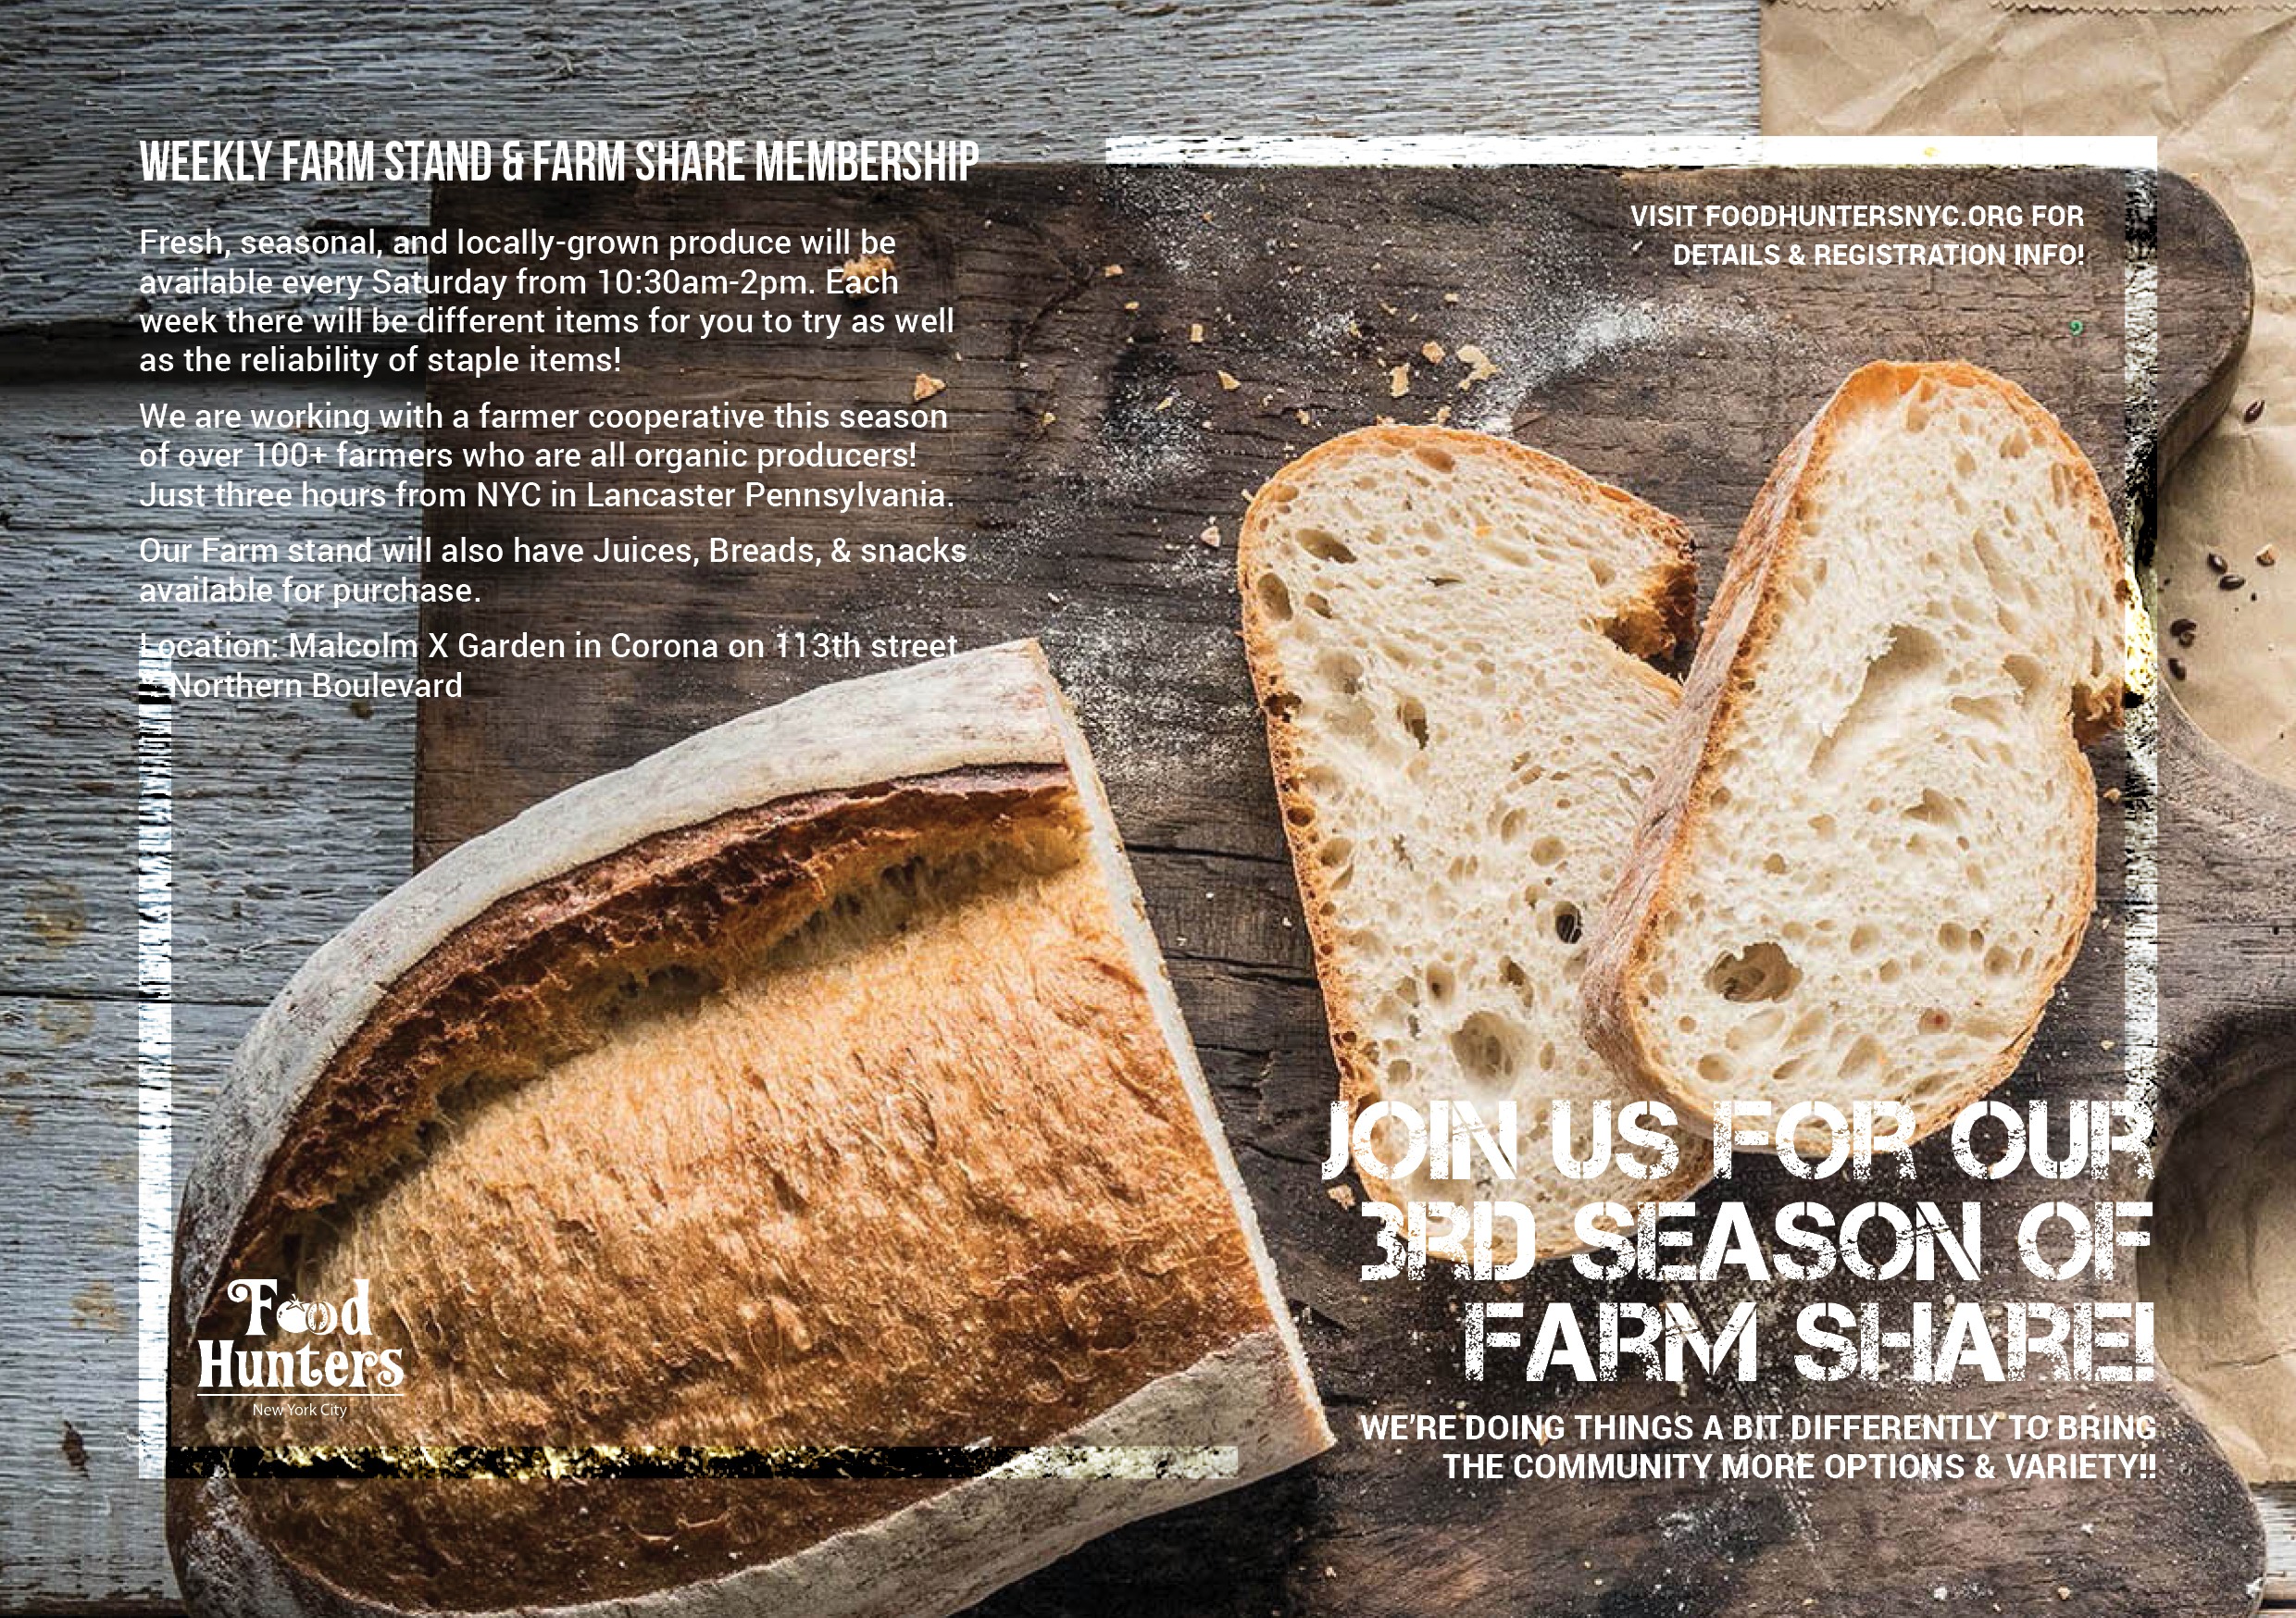 WEEKLY FARM STAND & FARM SHARE MEMBERSHIP
Fresh, seasonal, and locally-grown produce will be
available every Saturday from 10:30am-2pm. Each
week there will be different items for you to try as well
as the reliability of staple items!
We are working with a farmer cooperative this season
of over 100+ farmers who are all organic producers!
Just three hours from NYC in Lancaster Pennsylvania.
Our Farm stand will also have Juices, Breads, & snacks
available for purchase.
Location: Malcolm X Garden in Corona on 113th street
Northern Boulevard
VISIT FOODHUNTERSNYC.ORG FOR
DETAILS & REGISTRATION INFO!
Food
Hunters
New York City
JOIN US FOR OUR
3RD SEASON OF
FARM SHARE!
WE'RE DOING THINGS A BIT DIFFERENTLY TO BRING
THE COMMUNITY MORE OPTIONS & VARIETY!!